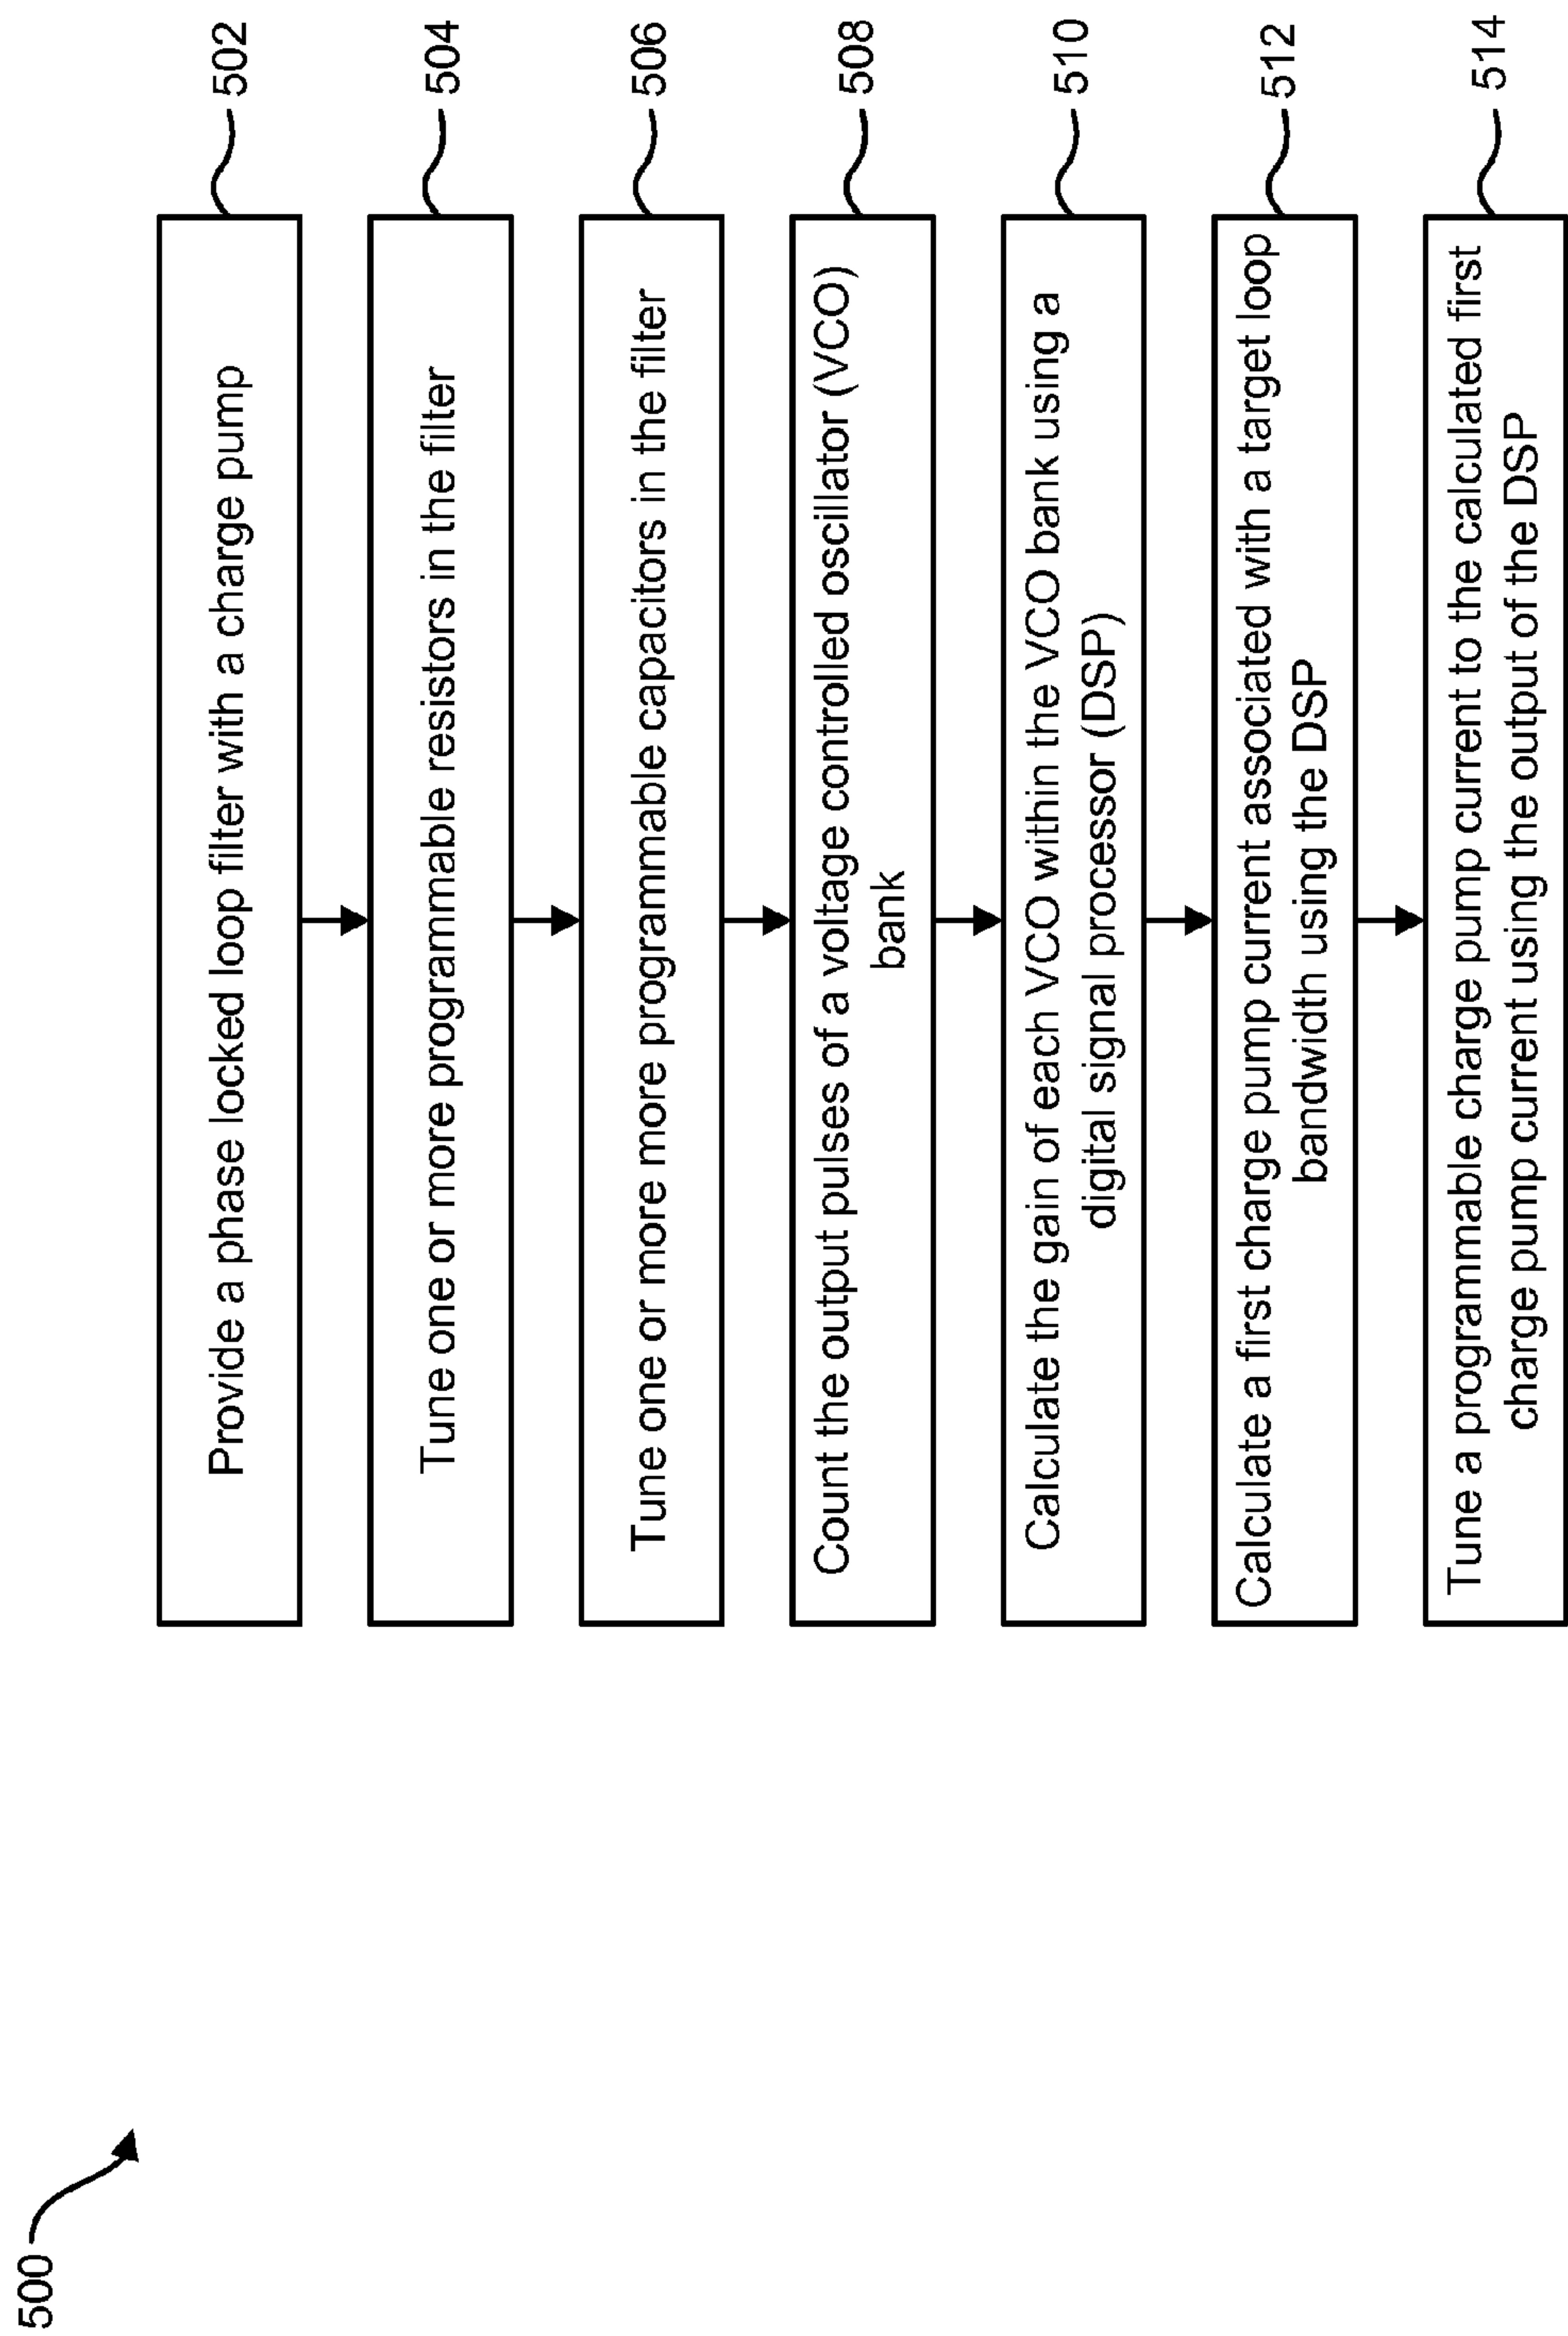 500
Provide a phase locked loop filter with a charge pump
502
Tune one or more programmable resistors in the filter
504
Tune one or more more programmable capacitors in the filter
506
Count the output pulses of a voltage controlled oscillator (VCO)
bank
508
Calculate the gain of each VCO within the VCO bank using a
digital signal processor (DSP)
510
Calculate a first charge pump current associated with a target loop
bandwidth using the DSP
512
Tune a programmable charge pump current to the calculated first
charge pump current using the output of the DSP
514